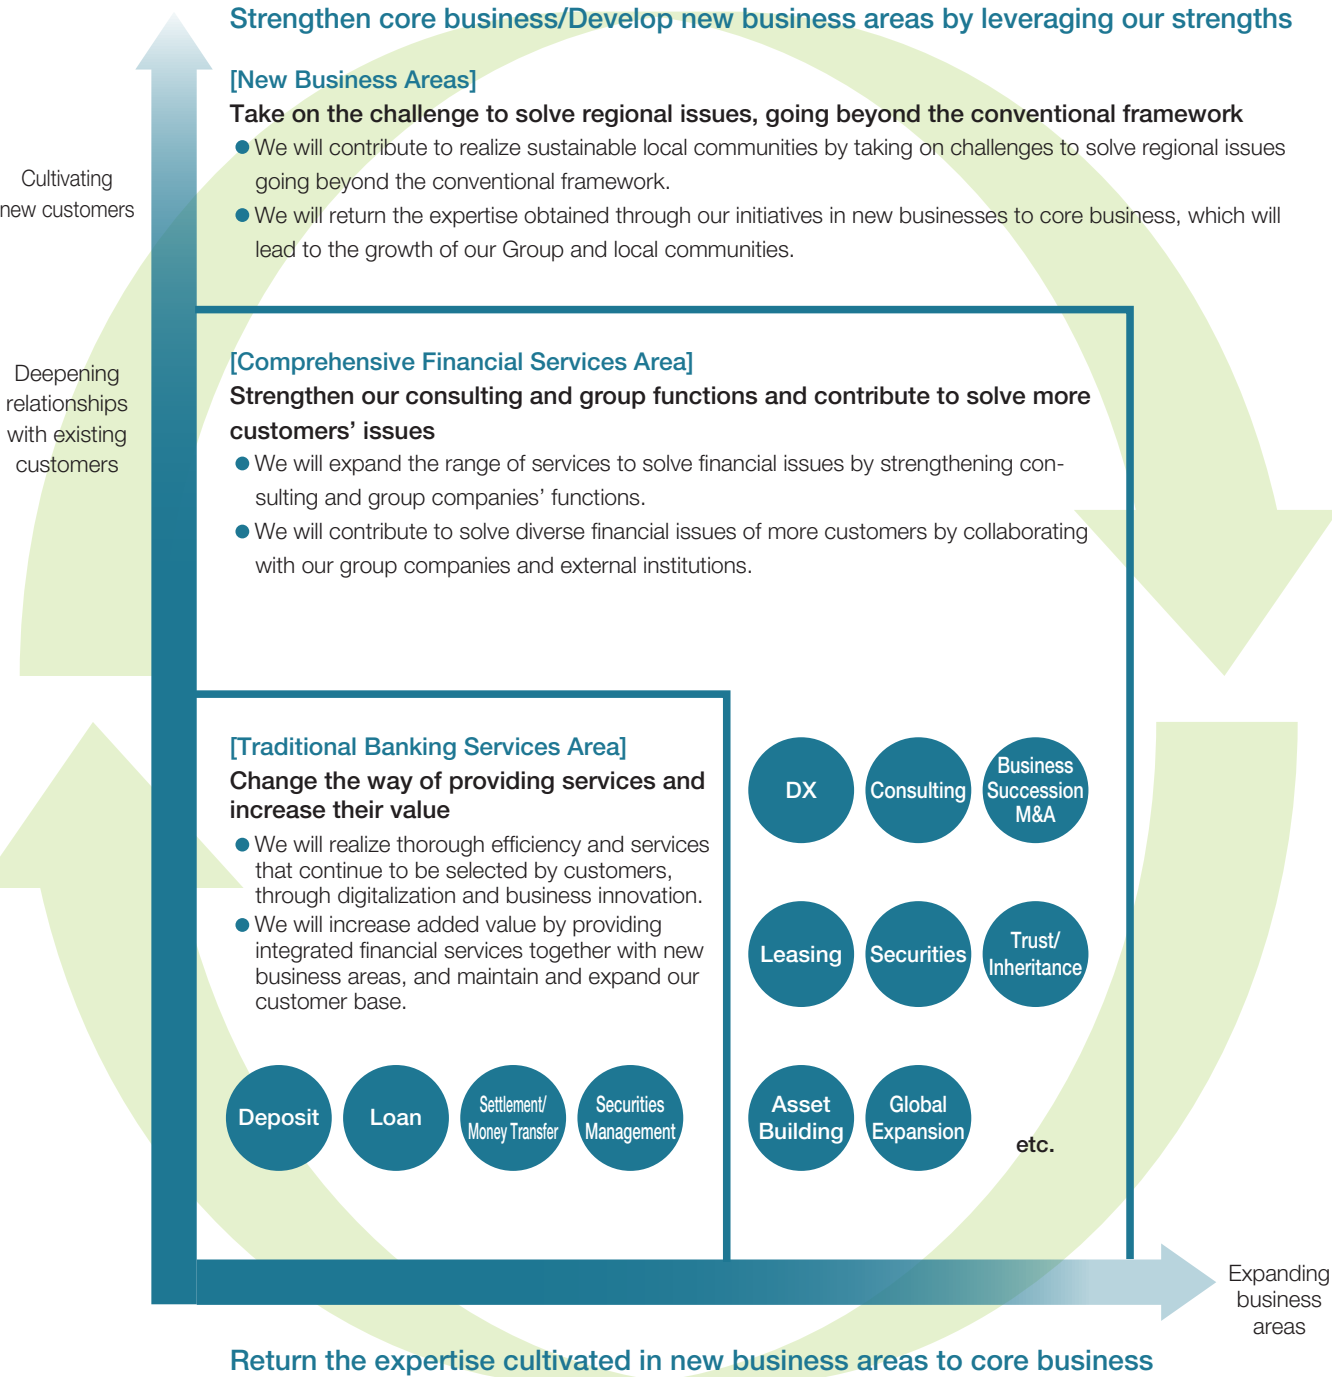 Strengthen core business/Develop new business areas by leveraging our strengths
[New Business Areas]
Take on the challenge to solve regional issues, going beyond the conventional framework
● We will contribute to realize sustainable local communities by taking on challenges to solve regional issues
going beyond the conventional framework.
● We will return the expertise obtained through our initiatives in new businesses to core business, which will
lead to the growth of our Group and local communities.
Cultivating
new customers
Deepening
relationships
with existing
customers
[Comprehensive Financial Services Area]
Strengthen our consulting and group functions and contribute to solve more
customers’ issues
● We will expand the range of services to solve financial issues by strengthening con-
sulting and group companies’ functions.
● We will contribute to solve diverse financial issues of more customers by collaborating
with our group companies and external institutions.
[Traditional Banking Services Area]
Change the way of providing services and
increase their value
● We will realize thorough efficiency and services
that continue to be selected by customers,
through digitalization and business innovation.
● We will increase added value by providing
integrated financial services together with new
business areas, and maintain and expand our
customer base.
Deposit
Loan
Settlement/
Money Transfer
Securities
Management
DX
Consulting
Business
Succession
M&A
Leasing
Securities
Trust/
Inheritance
Asset
Building
Global
Expansion
etc.
Expanding
business
areas
Return the expertise cultivated in new business areas to core business